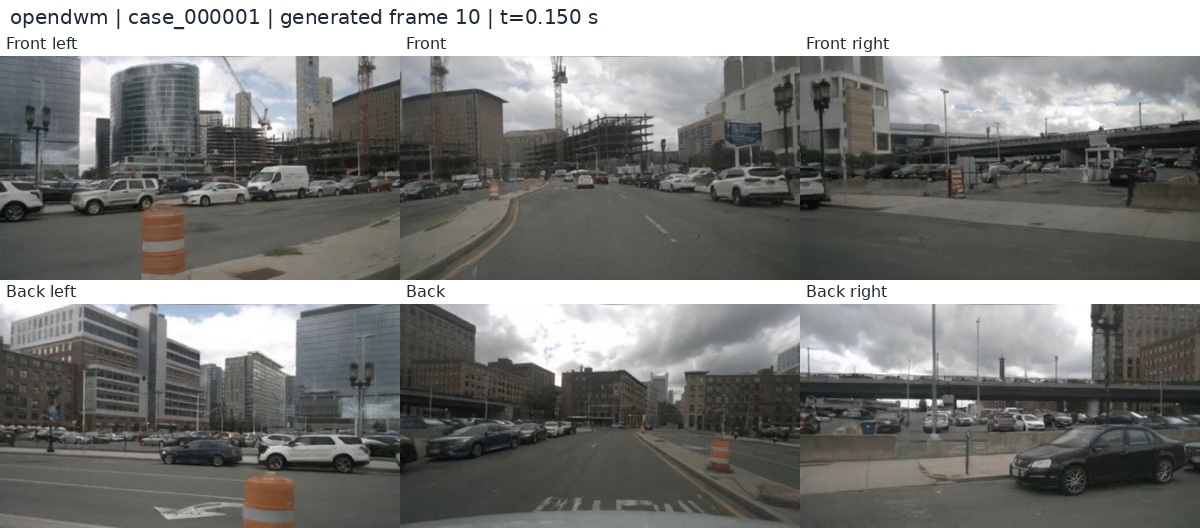 opendwm | case_000001 | generated frame 10 | t=0.150 s
Front left
Front
Front right
Back left
Back
Back right